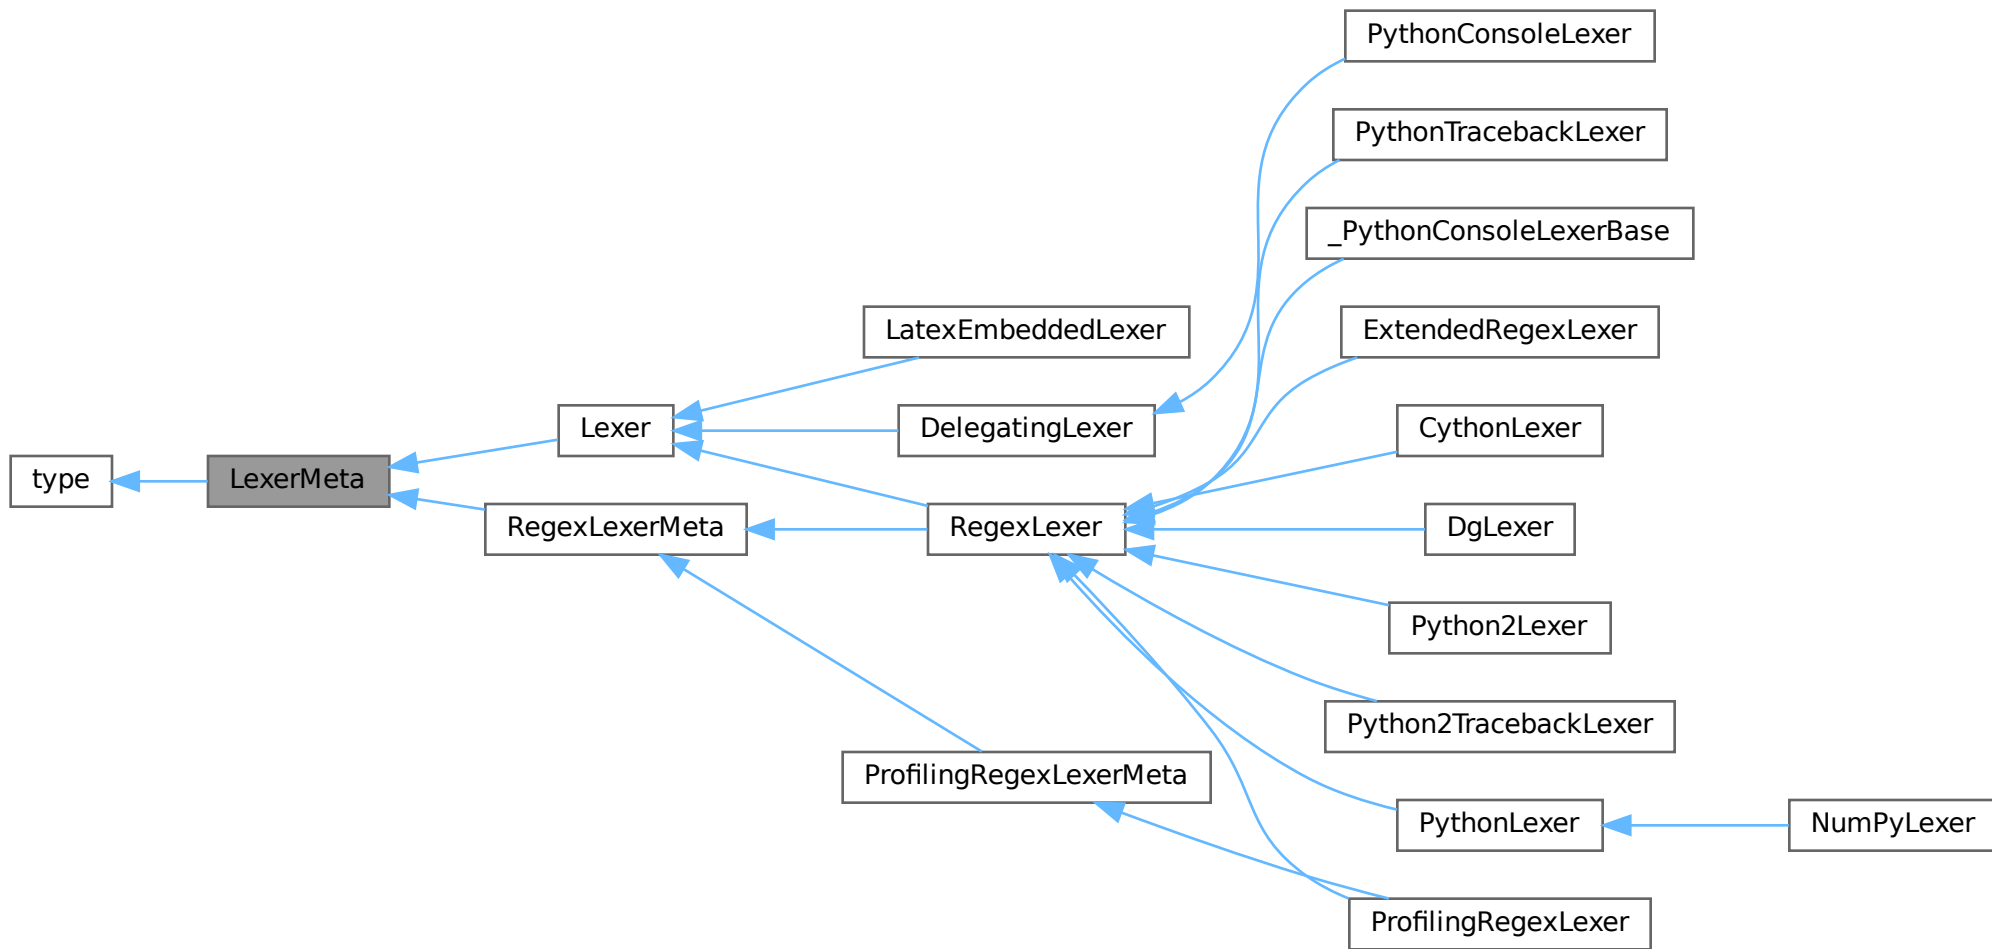 PythonConsoleLexer
PythonTracebackLexer
_PythonConsoleLexerBase
LatexEmbeddedLexer
ExtendedRegexLexer
Lexer
DelegatingLexer
CythonLexer
type
LexerMeta
RegexLexerMeta
RegexLexer
DgLexer
Python2Lexer
Python2TracebackLexer
ProfilingRegexLexerMeta
PythonLexer
NumPyLexer
ProfilingRegexLexer